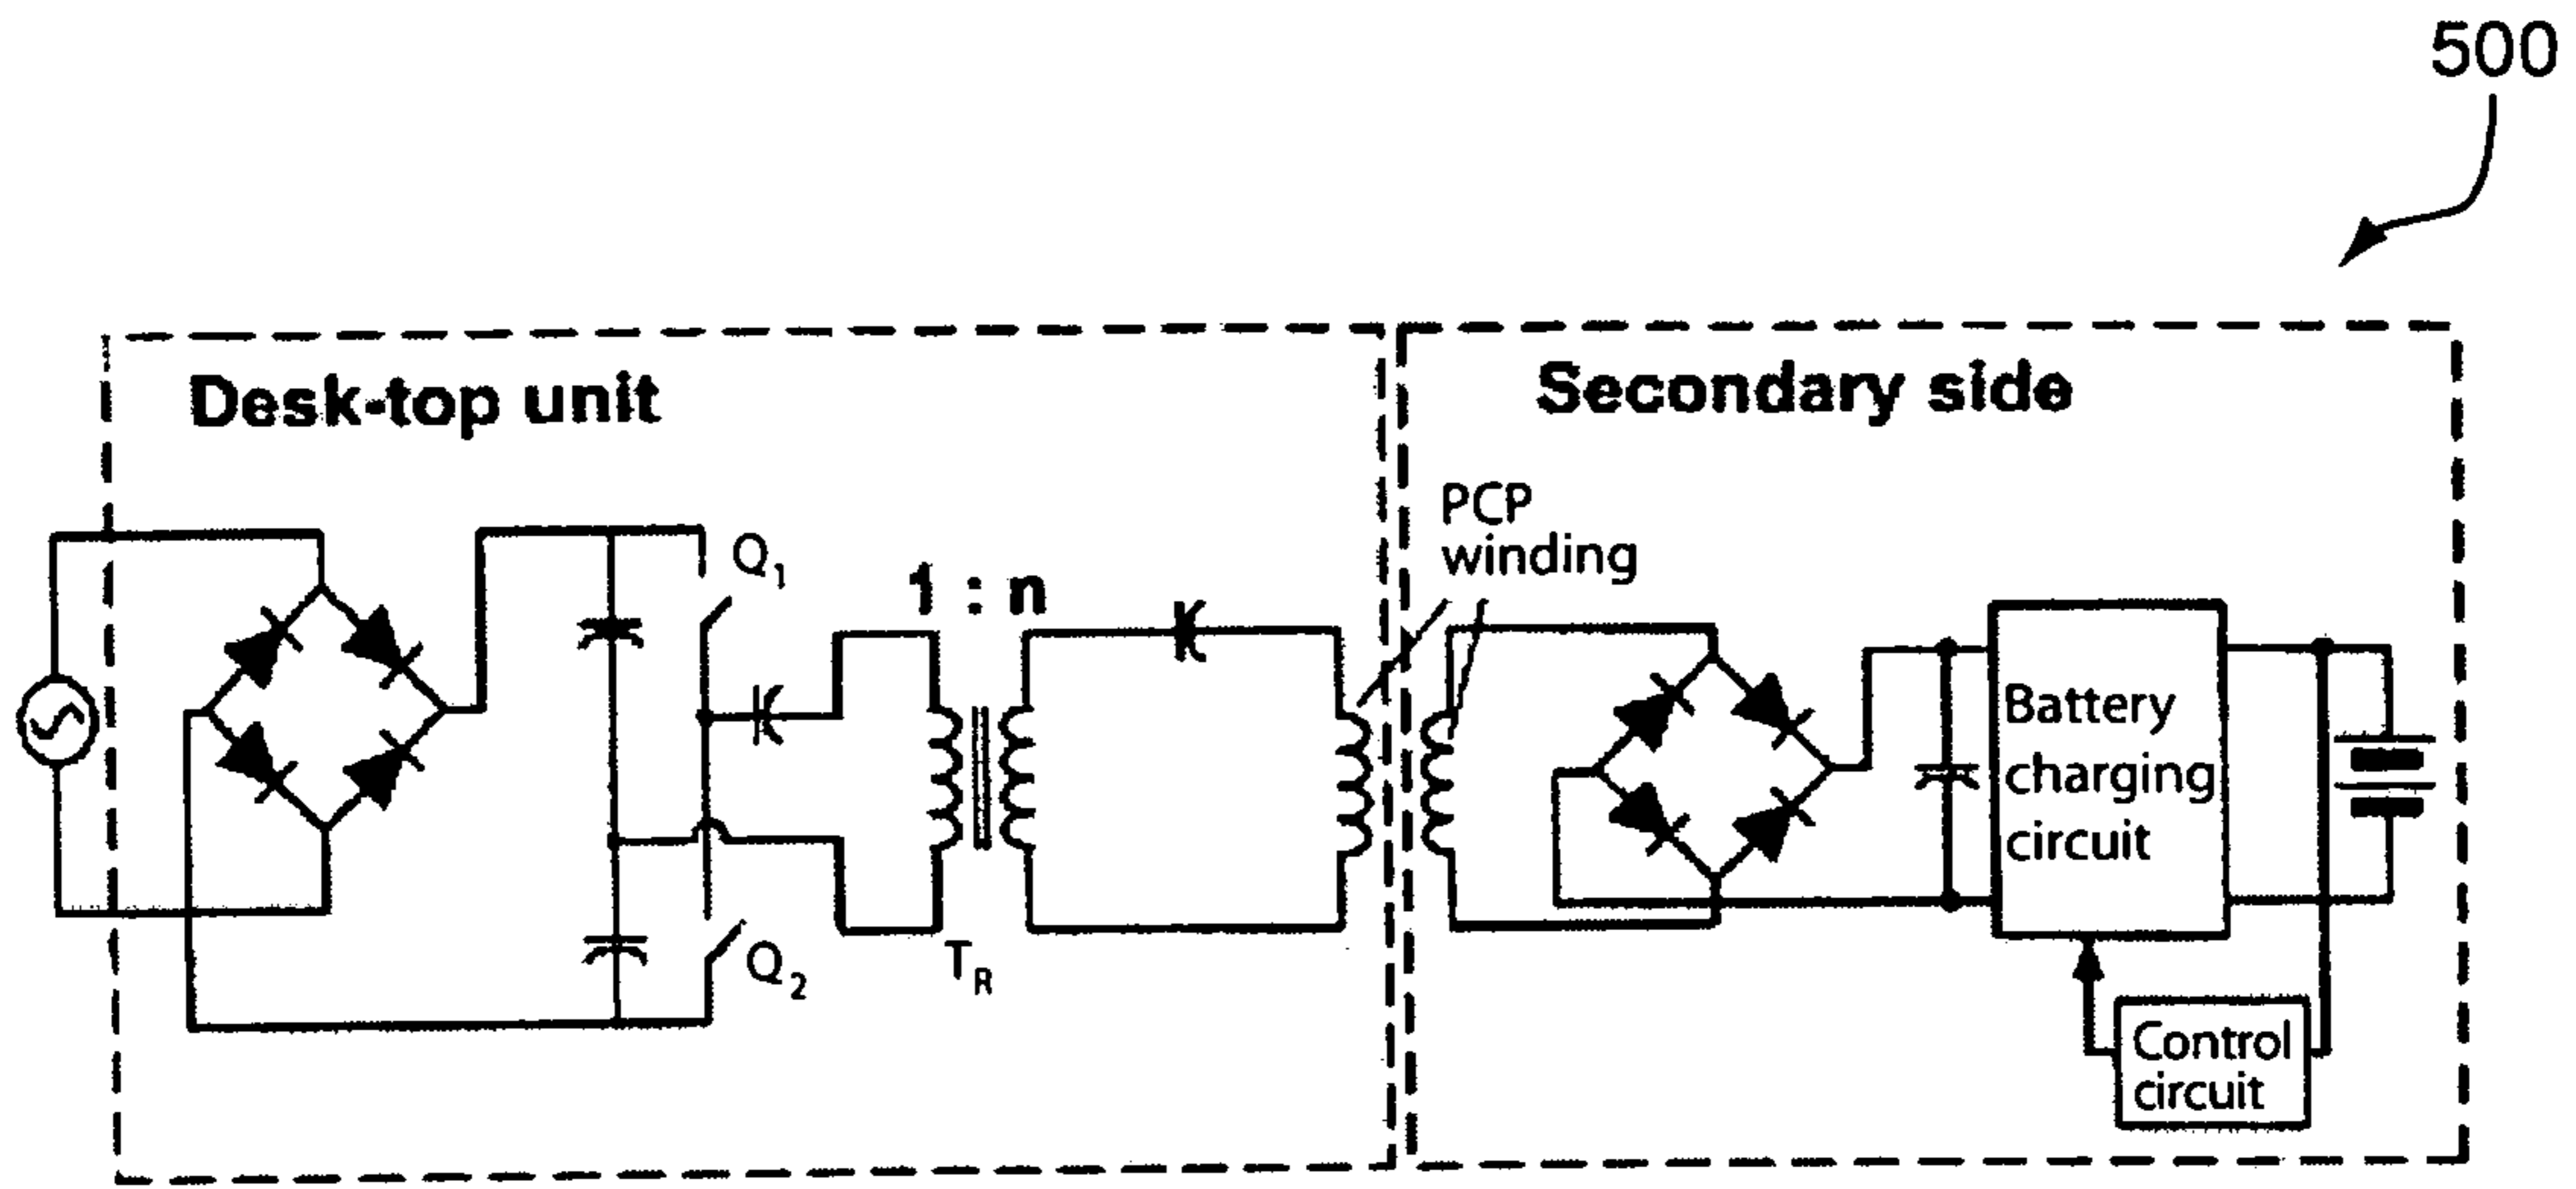 500
Desk-top unit
Secondary side
PCP
winding
Q1
1 : n
Battery
charging
circuit
Q2
TR
Control
circuit